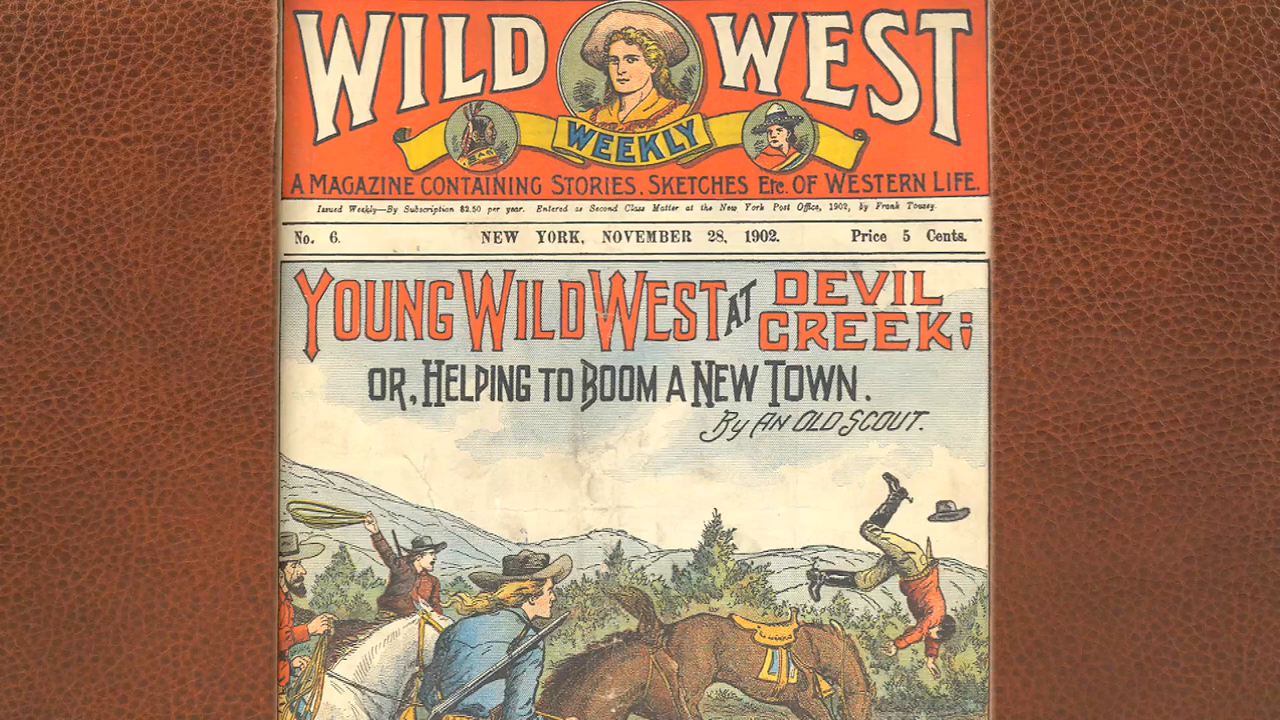 WILD WEST
WEEKLY
A MAGAZINE CONTAINING STORIES, SKETCHES Etc. OF WESTERN LIFE.
Issued Weekly—By Subscription $2.50 per year. Entered as Second Class Matter at the New York Post Office, 1902, by Frank Tousey.
No. 6. NEW YORK, NOVEMBER 28, 1902. Price 5 Cents.
YOUNG WILD WEST AT DEVIL CREEK;
OR, HELPING TO BOOM A NEW TOWN.
By AN OLD SCOUT.